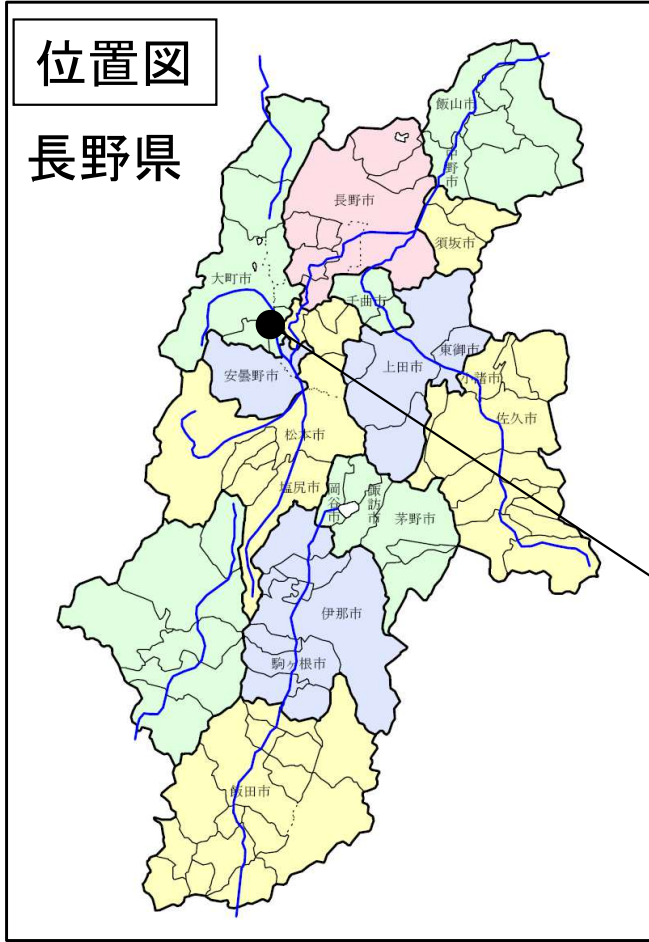 位置図
長野県
飯山市
中野市
長野市
須坂市
大町市
千曲市
東御市
上田市
小諸市
安曇野市
佐久市
松本市
塩尻市
岡谷市
諏訪市
茅野市
伊那市
駒ヶ根市
飯田市